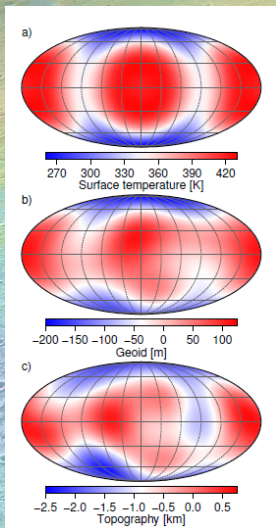 a)
270 300 330 360 390 420
Surface temperature [K]
b)
−200 −150 −100 −50 0 50 100
Geoid [m]
c)
−2.5 −2.0 −1.5 −1.0 −0.5 0.0 0.5
Topography [km]